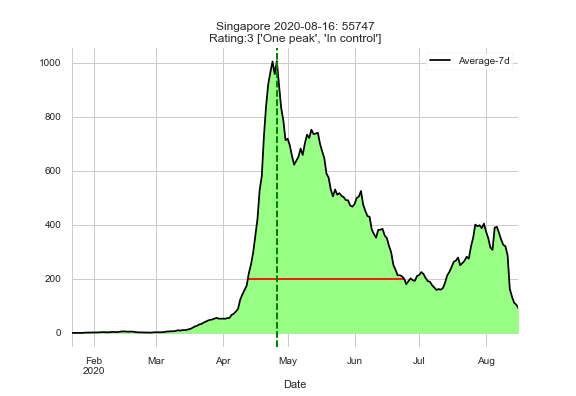 Singapore 2020-08-16: 55747
Rating:3 ['One peak', 'In control']
Average-7d
1000
800
600
400
200
0
Feb
2020
Mar
Apr
May
Jun
Jul
Aug
Date